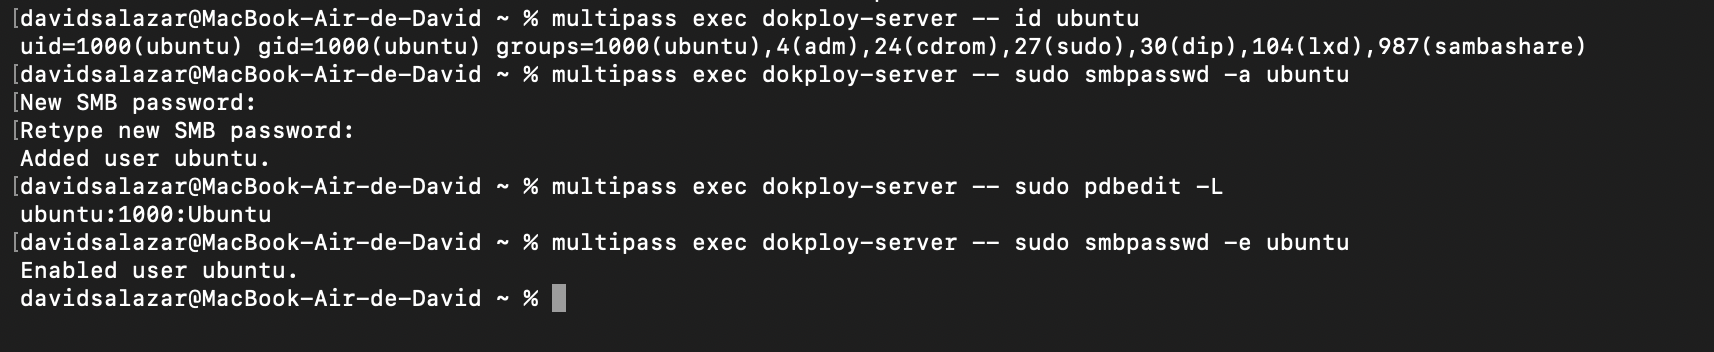 [davidsalazar@MacBook-Air-de-David ~ % multipass exec dokploy-server -- id ubuntu
uid=1000(ubuntu) gid=1000(ubuntu) groups=1000(ubuntu),4(adm),24(cdrom),27(sudo),30(dip),104(lxd),987(sambashare)
[davidsalazar@MacBook-Air-de-David ~ % multipass exec dokploy-server -- sudo smbpasswd -a ubuntu
[New SMB password:
[Retype new SMB password:
Added user ubuntu.
[davidsalazar@MacBook-Air-de-David ~ % multipass exec dokploy-server -- sudo pdbedit -L
ubuntu:1000:Ubuntu
[davidsalazar@MacBook-Air-de-David ~ % multipass exec dokploy-server -- sudo smbpasswd -e ubuntu
Enabled user ubuntu.
davidsalazar@MacBook-Air-de-David ~ %